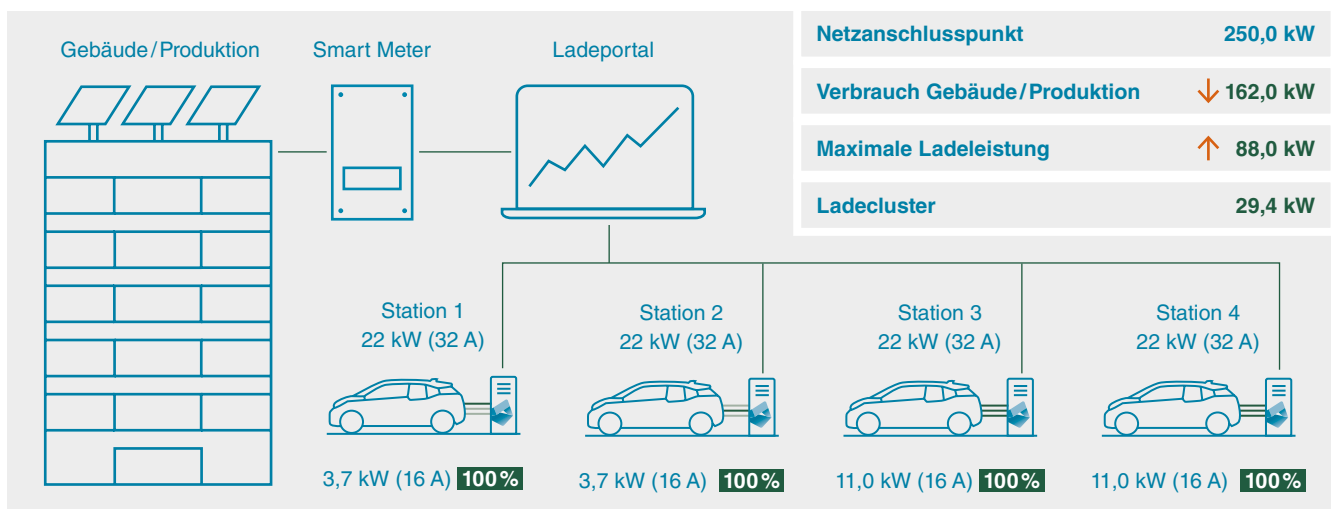 Gebäude/Produktion
Smart Meter
Ladeportal
Netzanschlusspunkt 250,0 kW
Verbrauch Gebäude/Produktion ↓ 162,0 kW
Maximale Ladeleistung ↑ 88,0 kW
Ladecluster 29,4 kW
Station 1
22 kW (32 A)
Station 2
22 kW (32 A)
Station 3
22 kW (32 A)
Station 4
22 kW (32 A)
3,7 kW (16 A) 100 %
3,7 kW (16 A) 100 %
11,0 kW (16 A) 100 %
11,0 kW (16 A) 100 %